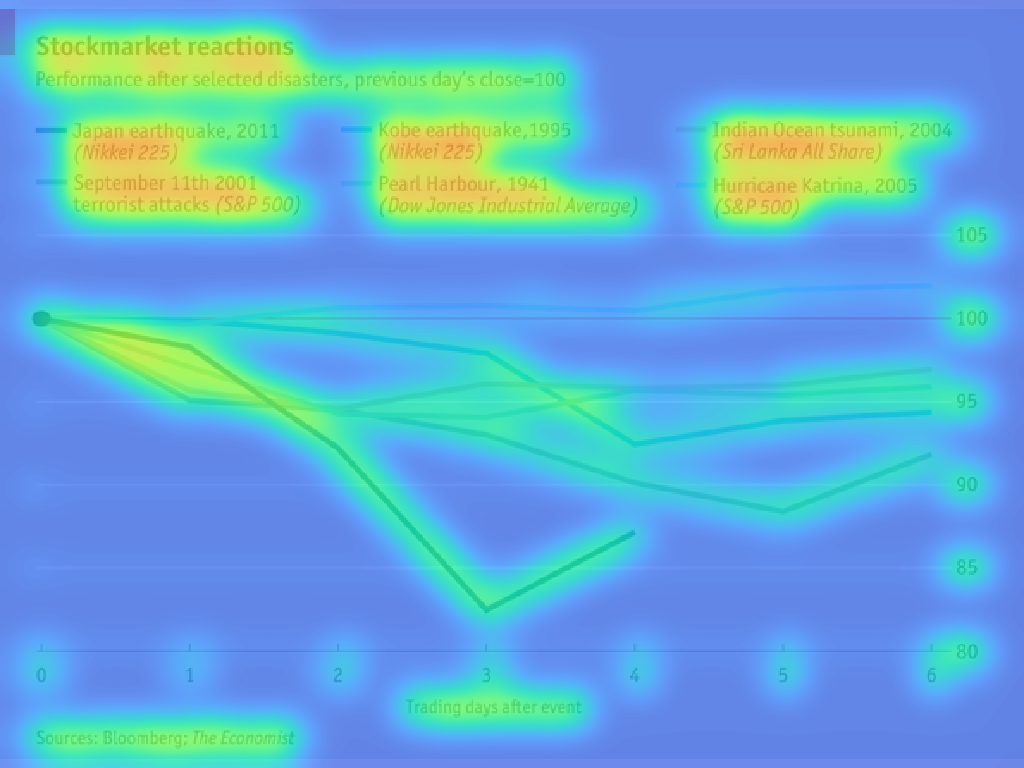 Stockmarket reactions
Performance after selected disasters, previous day's close=100
Japan earthquake, 2011
(Nikkei 225)
September 11th 2001
terrorist attacks (S&P 500)
Kobe earthquake,1995
(Nikkei 225)
Pearl Harbour, 1941
(Dow Jones Industrial Average)
Indian Ocean tsunami, 2004
(Sri Lanka All Share)
Hurricane Katrina, 2005
(S&P 500)
105
100
95
90
85
80
0 1 2 3 4 5 6
Trading days after event
Sources: Bloomberg; The Economist